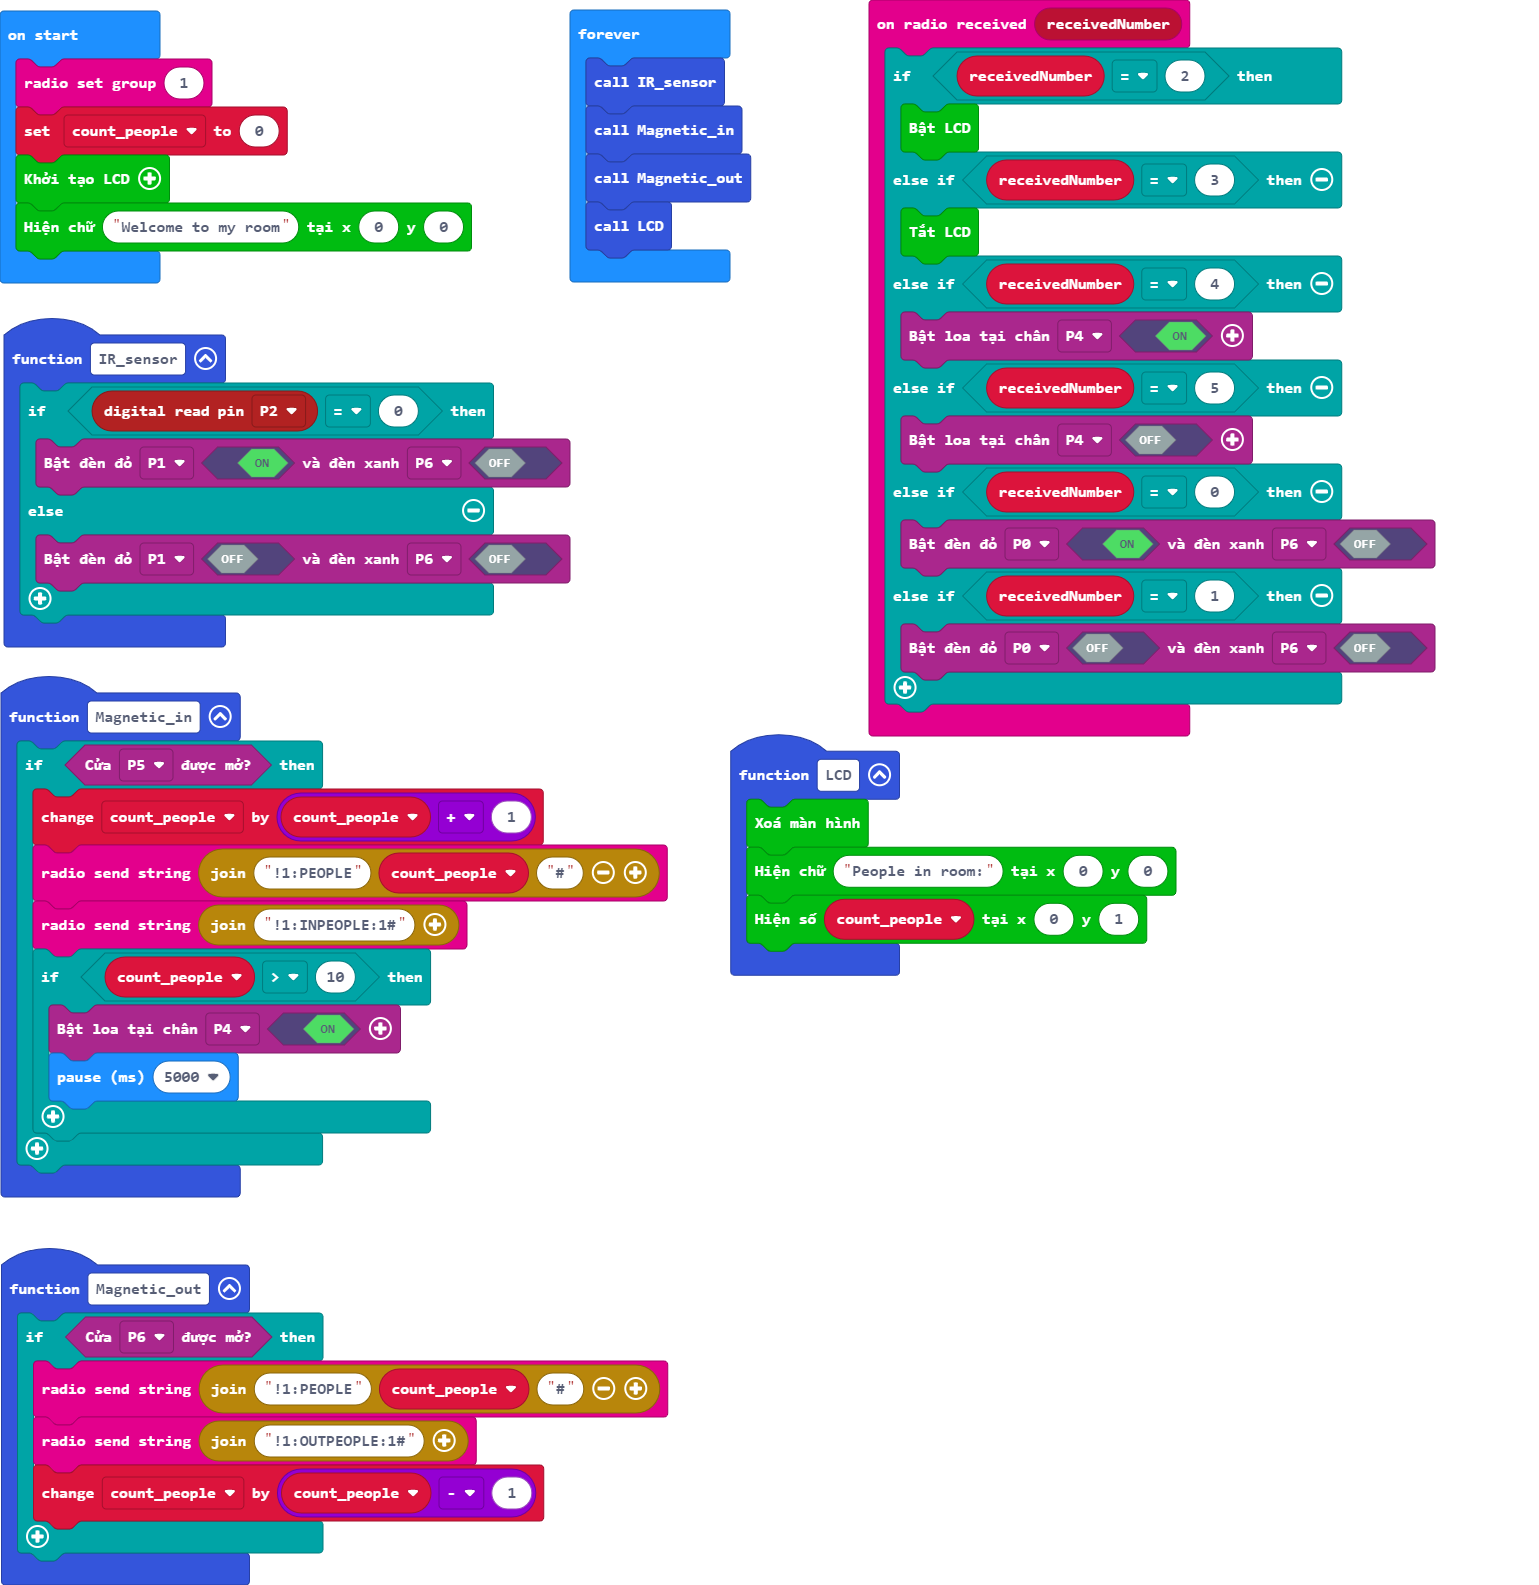 on start
radio set group 1
set count_people to 0
Khởi tạo LCD
Hiện chữ "Welcome to my room" tại x 0 y 0
forever
call IR_sensor
call Magnetic_in
call Magnetic_out
call LCD
on radio received receivedNumber
if receivedNumber = 2 then
Bật LCD
else if receivedNumber = 3 then
Tắt LCD
else if receivedNumber = 4 then
Bật loa tại chân P4 ON
else if receivedNumber = 5 then
Bật loa tại chân P4 OFF
else if receivedNumber = 0 then
Bật đèn đỏ P0 ON và đèn xanh P6 OFF
else if receivedNumber = 1 then
Bật đèn đỏ P0 OFF và đèn xanh P6 OFF
function IR_sensor
if digital read pin P2 = 0 then
Bật đèn đỏ P1 ON và đèn xanh P6 OFF
else
Bật đèn đỏ P1 OFF và đèn xanh P6 OFF
function Magnetic_in
if Cửa P5 được mở? then
change count_people by count_people + 1
radio send string join "!1:PEOPLE" count_people "#"
radio send string join "!1:INPEOPLE:1#"
if count_people > 10 then
Bật loa tại chân P4 ON
pause (ms) 5000
function LCD
Xoá màn hình
Hiện chữ "People in room:" tại x 0 y 0
Hiện số count_people tại x 0 y 1
function Magnetic_out
if Cửa P6 được mở? then
radio send string join "!1:PEOPLE" count_people "#"
radio send string join "!1:OUTPEOPLE:1#"
change count_people by count_people - 1